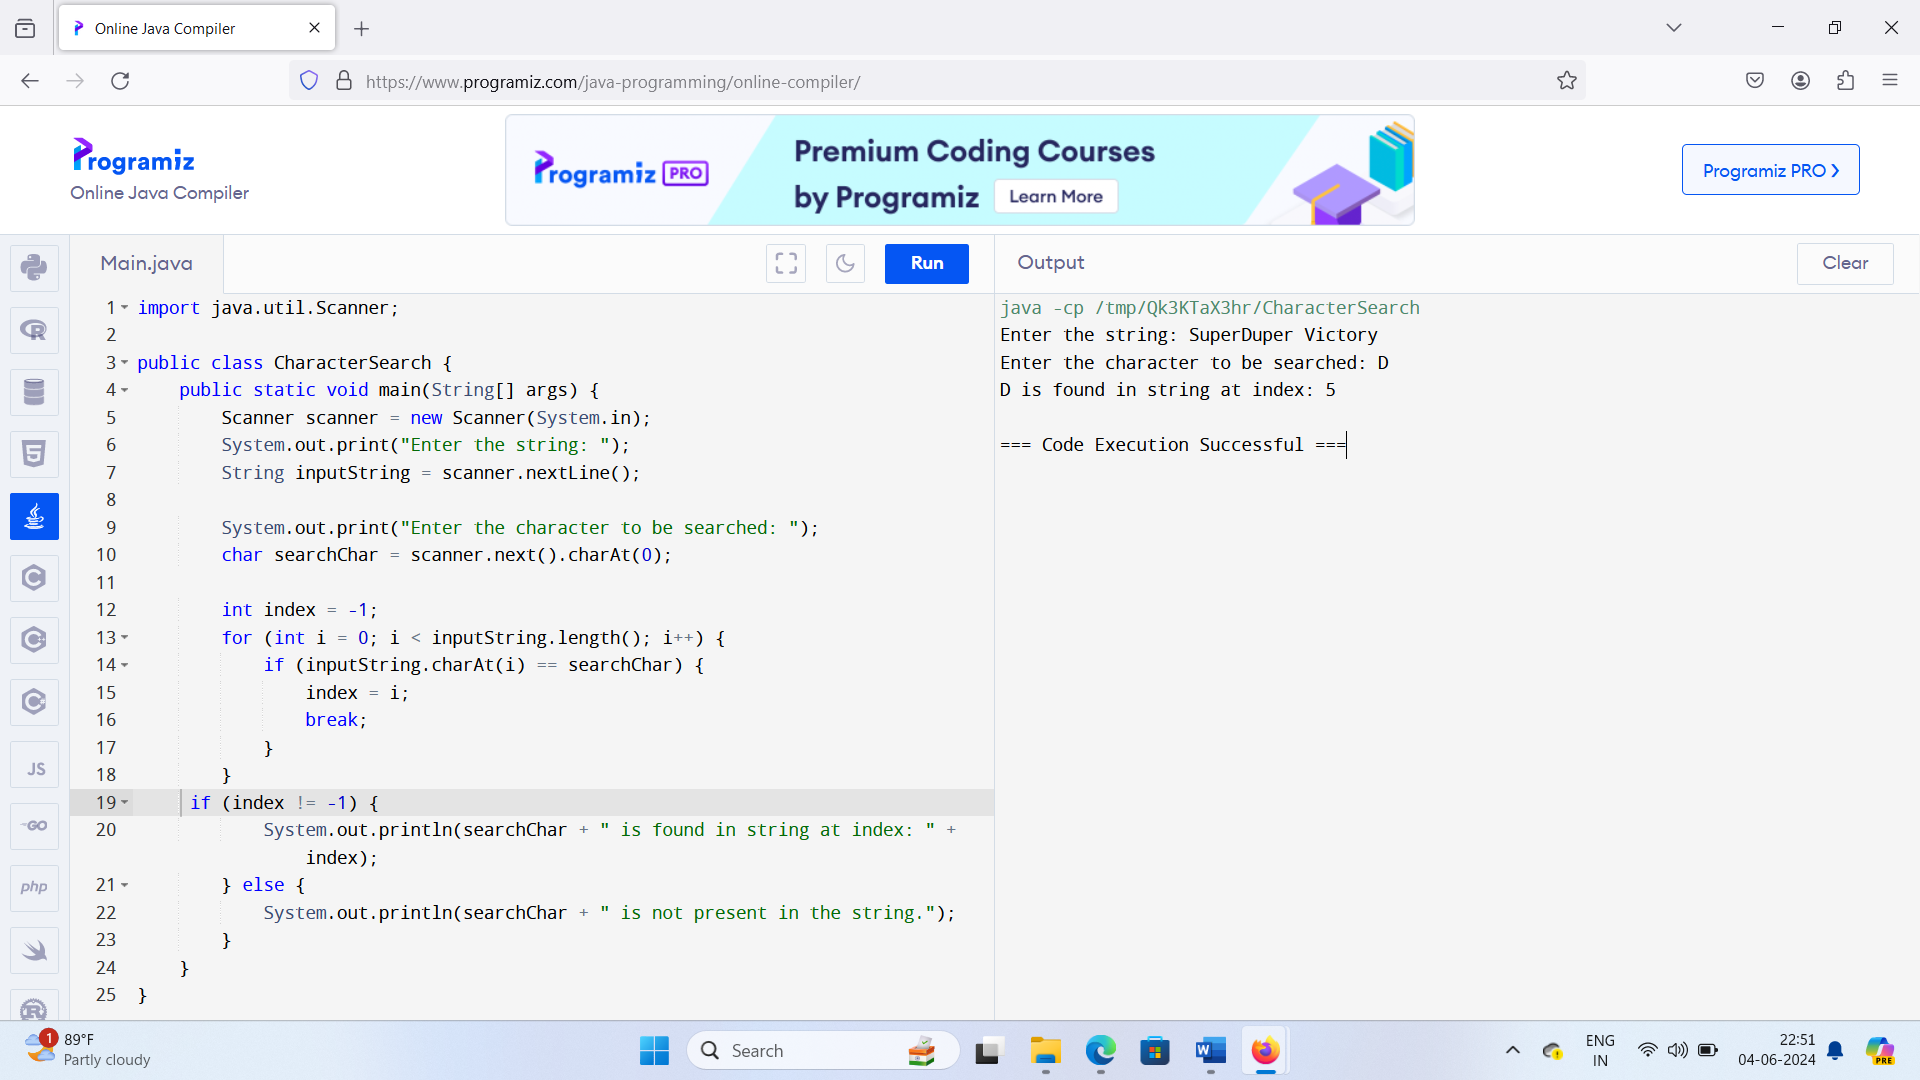 Online Java Compiler
https://www.programiz.com/java-programming/online-compiler/
Programiz
Online Java Compiler
Programiz PRO
Premium Coding Courses
by Programiz
Learn More
Programiz PRO ❯
Main.java
Run
Output
Clear
1 import java.util.Scanner;
2
3 public class CharacterSearch {
4     public static void main(String[] args) {
5         Scanner scanner = new Scanner(System.in);
6         System.out.print("Enter the string: ");
7         String inputString = scanner.nextLine();
8
9         System.out.print("Enter the character to be searched: ");
10         char searchChar = scanner.next().charAt(0);
11
12         int index = -1;
13         for (int i = 0; i < inputString.length(); i++) {
14             if (inputString.charAt(i) == searchChar) {
15                 index = i;
16                 break;
17             }
18         }
19      if (index != -1) {
20             System.out.println(searchChar + " is found in string at index: " +
index);
21         } else {
22             System.out.println(searchChar + " is not present in the string.");
23         }
24     }
25 }
java -cp /tmp/Qk3KTaX3hr/CharacterSearch
Enter the string: SuperDuper Victory
Enter the character to be searched: D
D is found in string at index: 5
=== Code Execution Successful ===
JS
GO
php
1
89°F
Partly cloudy
Search
W
ENG
IN
22:51
04-06-2024
PRE